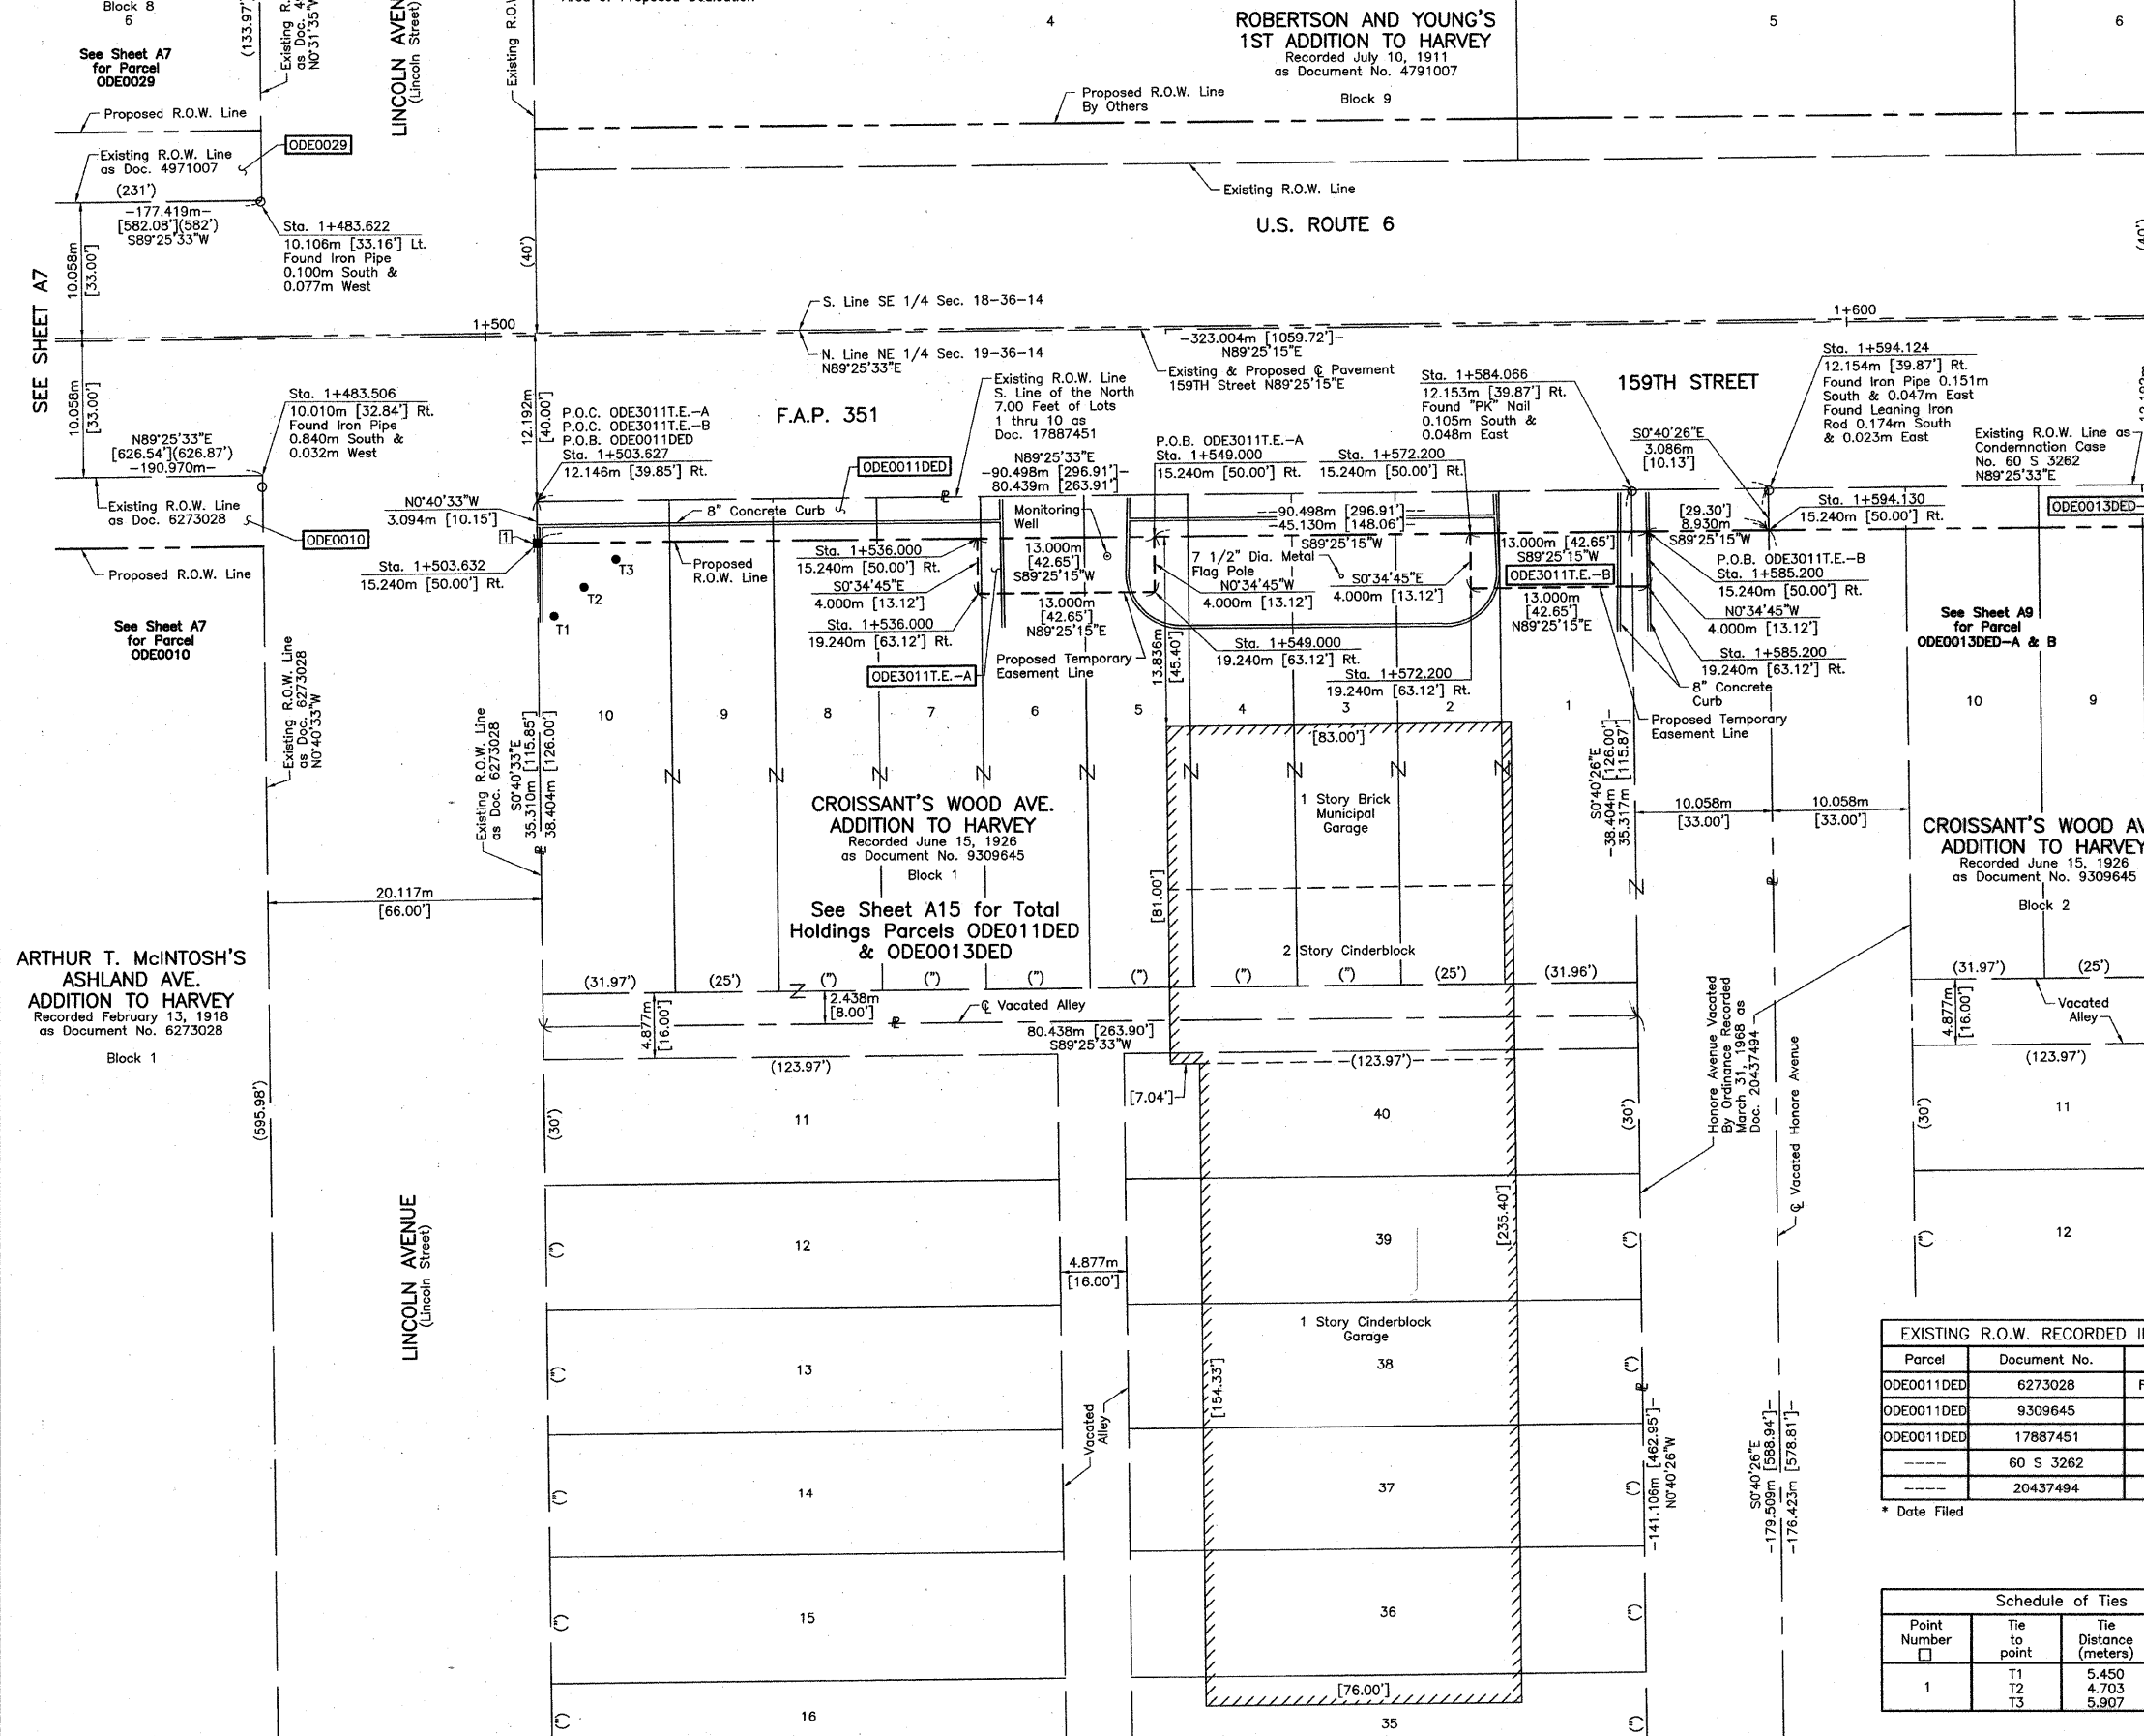 Block 8
6
See Sheet A7
for Parcel
ODE0029
(133.97')
N0°31'35"W
LINCOLN AVEN
(Lincoln Street)
Existing R.O.W
4
ROBERTSON AND YOUNG'S
1ST ADDITION TO HARVEY
Recorded July 10, 1911
as Document No. 4791007
Block 9
5
6
Proposed R.O.W. Line
By Others
Proposed R.O.W. Line
ODE0029
Existing R.O.W. Line
as Doc. 4971007
(231')
-177.419m-
[582.08'](582')
S89°25'33"W
Sta. 1+483.622
10.106m [33.16'] Lt.
Found Iron Pipe
0.100m South &
0.077m West
(40')
Existing R.O.W. Line
U.S. ROUTE 6
(40')
SEE SHEET A7
10.058m
[33.00']
10.058m
[33.00']
1+500
S. Line SE 1/4 Sec. 18-36-14
N. Line NE 1/4 Sec. 19-36-14
N89°25'33"E
-323.004m [1059.72']-
N89°25'15"E
Existing & Proposed ℄ Pavement
159TH Street N89°25'15"E
1+600
159TH STREET
F.A.P. 351
Sta. 1+483.506
10.010m [32.84'] Rt.
Found Iron Pipe
0.840m South &
0.032m West
N89°25'33"E
[626.54'](626.87')
-190.970m-
Existing R.O.W. Line
as Doc. 6273028
ODE0010
Proposed R.O.W. Line
See Sheet A7
for Parcel
ODE0010
12.192m
[40.00']
P.O.C. ODE3011T.E.-A
P.O.C. ODE3011T.E.-B
P.O.B. ODE0011DED
Sta. 1+503.627
12.146m [39.85'] Rt.
N0°40'33"W
3.094m [10.15']
1
Sta. 1+503.632
15.240m [50.00'] Rt.
T3
T2
T1
ODE0011DED
8" Concrete Curb
Proposed
R.O.W. Line
Existing R.O.W. Line
S. Line of the North
7.00 Feet of Lots
1 thru 10 as
Doc. 17887451
N89°25'33"E
-90.498m [296.91']-
80.439m [263.91']
Monitoring
Well
Sta. 1+536.000
15.240m [50.00'] Rt.
S0°34'45"E
4.000m [13.12']
Sta. 1+536.000
19.240m [63.12'] Rt.
ODE3011T.E.-A
13.000m
[42.65']
S89°25'15"W
13.000m
[42.65']
N89°25'15"E
Proposed Temporary
Easement Line
P.O.B. ODE3011T.E.-A
Sta. 1+549.000
15.240m [50.00'] Rt.
Sta. 1+572.200
15.240m [50.00'] Rt.
--90.498m [296.91']--
-45.130m [148.06']-
S89°25'15"W
7 1/2" Dia. Metal
Flag Pole
N0°34'45"W
4.000m [13.12']
S0°34'45"E
4.000m [13.12']
Sta. 1+549.000
19.240m [63.12'] Rt.
Sta. 1+572.200
19.240m [63.12'] Rt.
13.836m
[45.40']
Sta. 1+584.066
12.153m [39.87'] Rt.
Found "PK" Nail
0.105m South &
0.048m East
13.000m [42.65']
S89°25'15"W
ODE3011T.E.-B
13.000m
[42.65']
N89°25'15"E
S0°40'26"E
3.086m
[10.13']
[29.30']
8.930m
S89°25'15"W
Sta. 1+594.124
12.154m [39.87'] Rt.
Found Iron Pipe 0.151m
South & 0.047m East
Found Leaning Iron
Rod 0.174m South
& 0.023m East
Sta. 1+594.130
15.240m [50.00'] Rt.
P.O.B. ODE3011T.E.-B
Sta. 1+585.200
15.240m [50.00'] Rt.
N0°34'45"W
4.000m [13.12']
Sta. 1+585.200
19.240m [63.12'] Rt.
8" Concrete
Curb
Proposed Temporary
Easement Line
Existing R.O.W. Line as
Condemnation Case
No. 60 S 3262
N89°25'33"E
ODE0013DED-
See Sheet A9
for Parcel
ODE0013DED-A & B
10
9
8
7
6
5
4
3
2
1
10
9
Existing R.O.W. Line
as Doc. 6273028
N0°40'33"W
Existing R.O.W. Line
as Doc. 6273028
S0°40'33"E
35.310m [115.85']
38.404m [126.00']
[83.00']
1 Story Brick
Municipal
Garage
S0°40'26"E
-38.404m [126.00']-
35.317m [115.87']
10.058m
[33.00']
10.058m
[33.00']
CROISSANT'S WOOD AVE.
ADDITION TO HARVEY
Recorded June 15, 1926
as Document No. 9309645
Block 1
See Sheet A15 for Total
Holdings Parcels ODE011DED
& ODE0013DED
[81.00']
2 Story Cinderblock
CROISSANT'S WOOD AV
ADDITION TO HARVEY
Recorded June 15, 1926
as Document No. 9309645
Block 2
20.117m
[66.00']
ARTHUR T. McINTOSH'S
ASHLAND AVE.
ADDITION TO HARVEY
Recorded February 13, 1918
as Document No. 6273028
Block 1
(595.98')
(31.97')
(25')
(")
(")
(")
(")
(")
(")
(25')
(31.96')
4.877m
[16.00']
2.438m
[8.00']
℄ Vacated Alley
80.438m [263.90']
S89°25'33"W
(123.97')
-(123.97')-
[7.04']
Honore Avenue Vacated
By Ordinance Recorded
March 31, 1968 as
Doc. 20437494
℄ Vacated Honore Avenue
(31.97')
(25')
4.877m
[16.00']
Vacated
Alley
(123.97')
(30')
11
40
(30')
(30')
11
LINCOLN AVENUE
(Lincoln Street)
(")
12
4.877m
[16.00']
39
[235.40']
(")
(")
12
1 Story Cinderblock
Garage
(")
13
38
[154.33']
(")
Vacated
Alley
(")
14
37
(")
-141.106m [462.95']-
N0°40'26"W
S0°40'26"E
-179.509m [588.94']-
-176.423m [578.81']-
(")
15
36
(")
[76.00']
(")
16
35
(")
EXISTING R.O.W. RECORDED I
Parcel
Document No.
ODE0011DED
6273028
ODE0011DED
9309645
ODE0011DED
17887451
----
60 S 3262
----
20437494
* Date Filed
Schedule of Ties
Point
Number
Tie
to
point
Tie
Distance
(meters)
1
T1
5.450
T2
4.703
T3
5.907